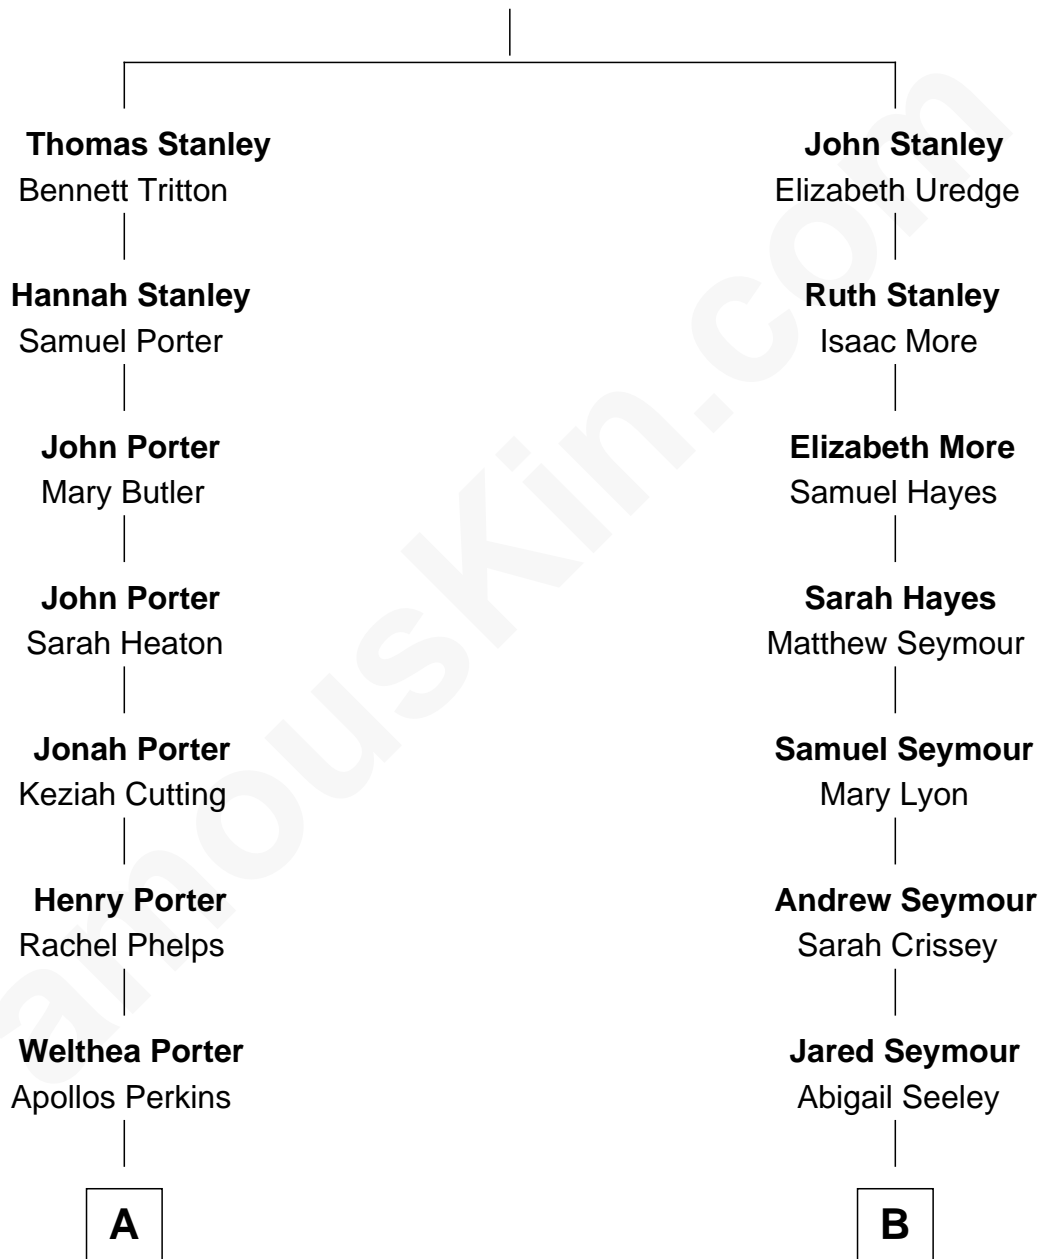 Thomas Stanley
Bennett Tritton
Hannah Stanley
Samuel Porter
John Porter
Mary Butler
John Porter
Sarah Heaton
Jonah Porter
Keziah Cutting
Henry Porter
Rachel Phelps
Welthea Porter
Apollos Perkins
A
John Stanley
Elizabeth Uredge
Ruth Stanley
Isaac More
Elizabeth More
Samuel Hayes
Sarah Hayes
Matthew Seymour
Samuel Seymour
Mary Lyon
Andrew Seymour
Sarah Crissey
Jared Seymour
Abigail Seeley
B
amouskin.com